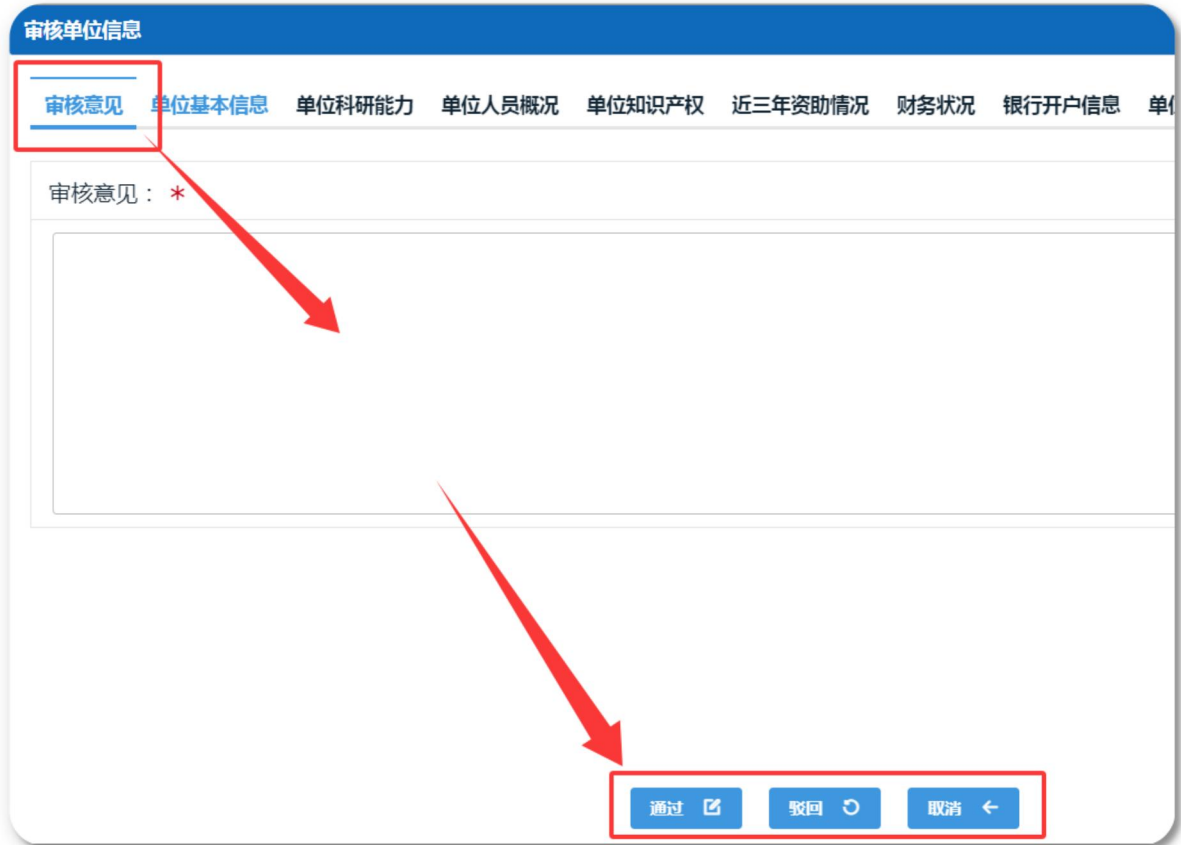 审核单位信息
审核意见 单位基本信息 单位科研能力 单位人员概况 单位知识产权 近三年资助情况 财务状况 银行开户信息 单
审核意见：*
通过 驳回 取消